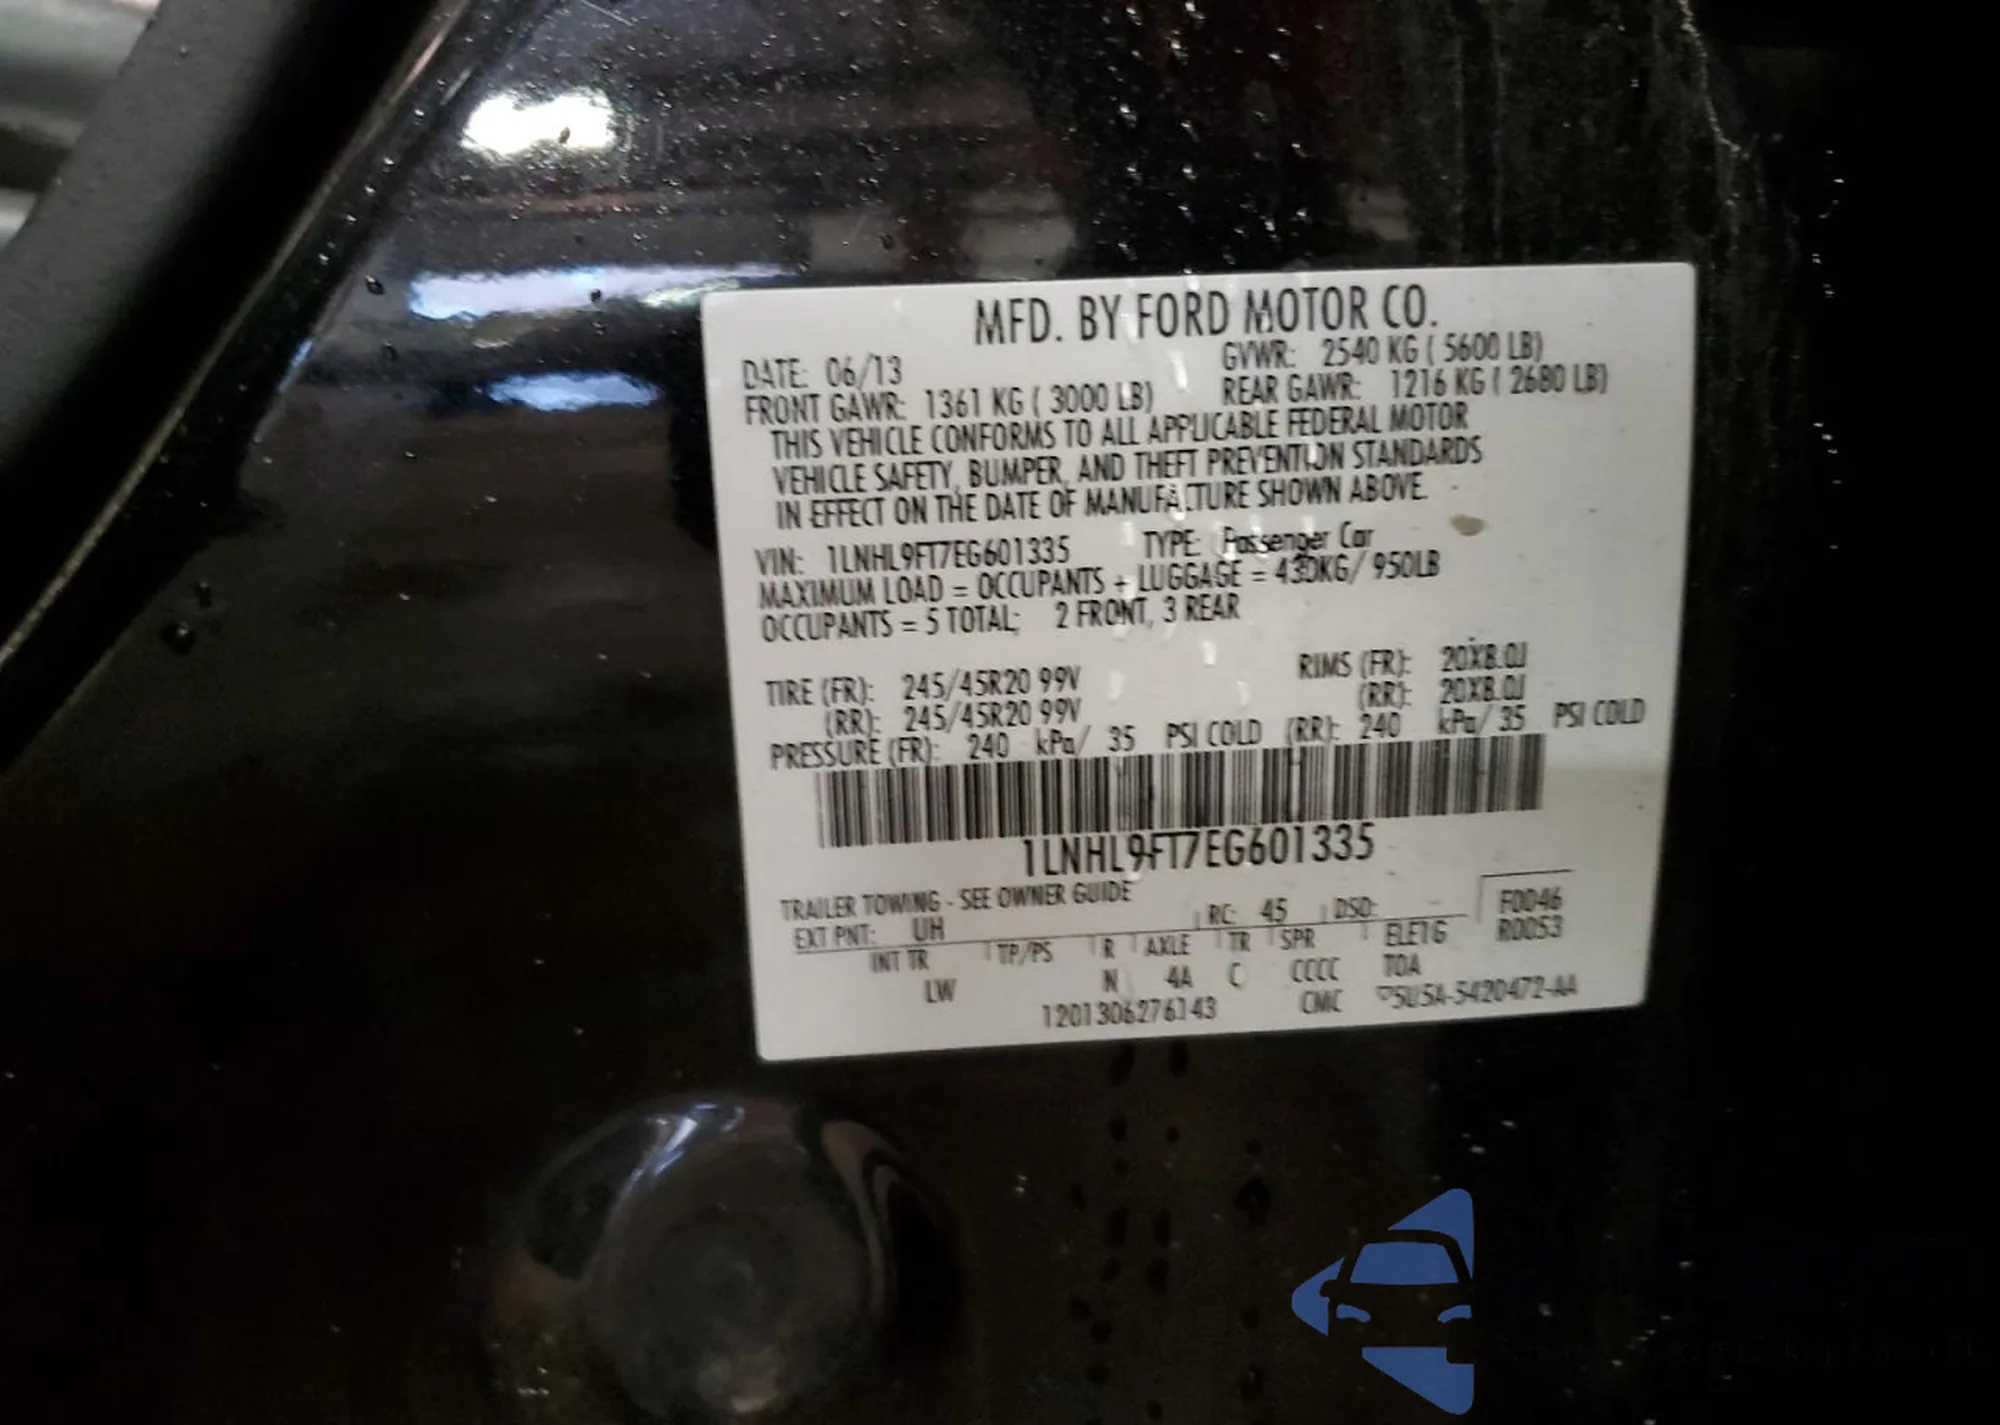 MFD. BY FORD MOTOR CO.
DATE: 06/13 GVWR: 2540 KG ( 5600 LB)
FRONT GAWR: 1361 KG ( 3000 LB) REAR GAWR: 1216 KG ( 2680 LB)
THIS VEHICLE CONFORMS TO ALL APPLICABLE FEDERAL MOTOR
VEHICLE SAFETY, BUMPER, AND THEFT PREVENTION STANDARDS
IN EFFECT ON THE DATE OF MANUFACTURE SHOWN ABOVE.
VIN: 1LNHL9FT7EG601335 TYPE: Passenger Car
MAXIMUM LOAD = OCCUPANTS + LUGGAGE = 430KG/ 950LB
OCCUPANTS = 5 TOTAL; 2 FRONT, 3 REAR
TIRE (FR): 245/45R20 99V RIMS (FR): 20X8.0J
(RR): 245/45R20 99V (RR): 20X8.0J
PRESSURE (FR): 240 kPa/ 35 PSI COLD (RR): 240 kPa/ 35 PSI COLD
1LNHL9FT7EG601335
TRAILER TOWING - SEE OWNER GUIDE
EXT PNT: UH RC: 45 DSO: F0046
INT TR TP/PS R AXLE TR SPR R0053
LW N 4A C CCCC TOA
1201306276143 CMC 5U5A-5420472-AA